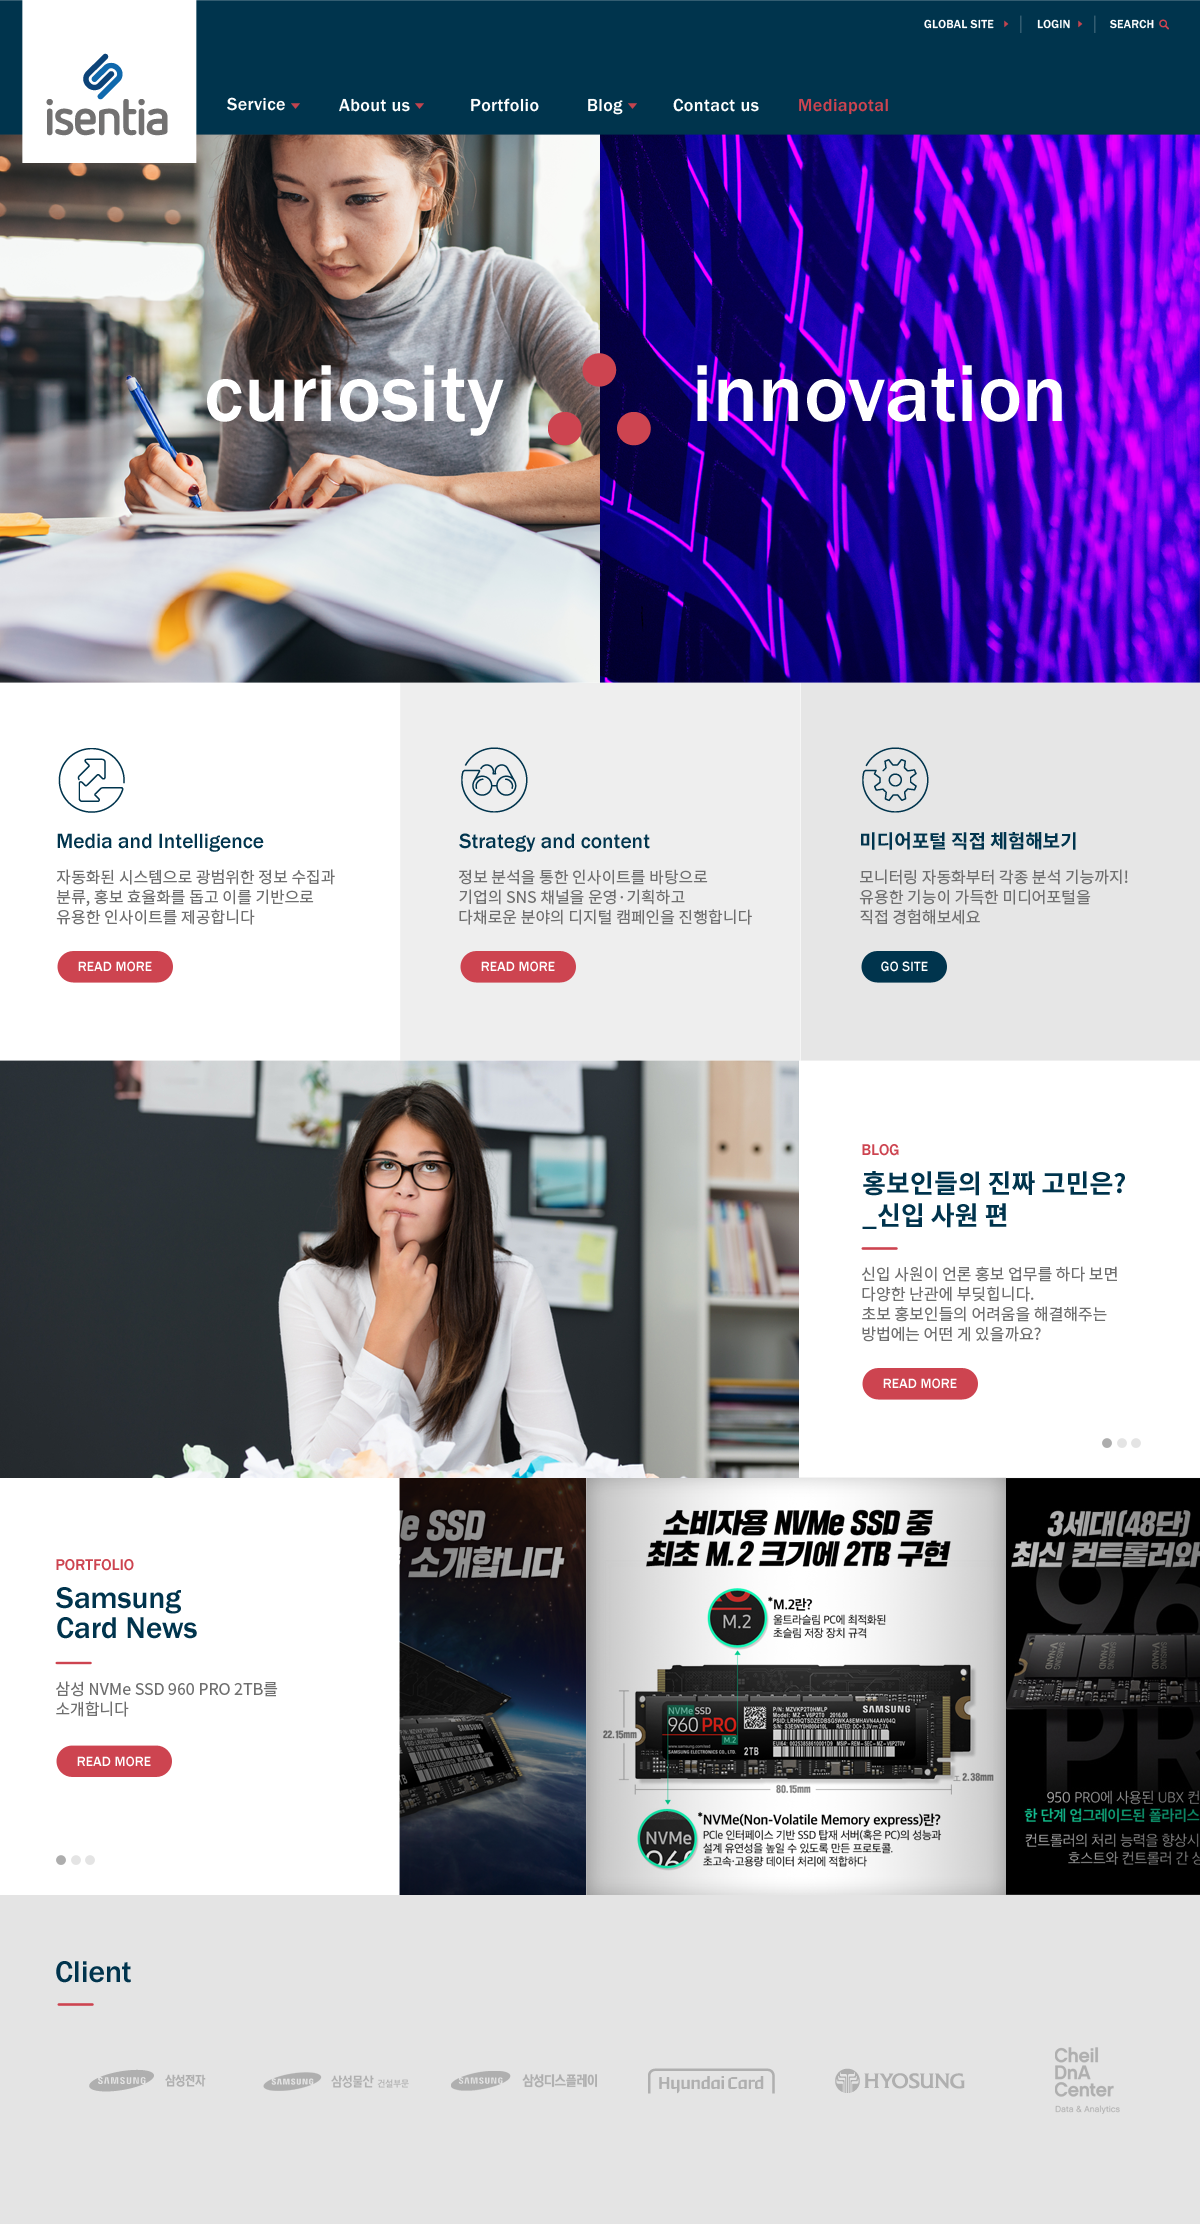 GLOBAL SITE
LOGIN
SEARCH
isentia
Service
About us
Portfolio
Blog
Contact us
Mediapotal
curiosity
innovation
Media and Intelligence
자동화된 시스템으로 광범위한 정보 수집과
분류, 홍보 효율화를 돕고 이를 기반으로
유용한 인사이트를 제공합니다
READ MORE
Strategy and content
정보 분석을 통한 인사이트를 바탕으로
기업의 SNS 채널을 운영·기획하고
다채로운 분야의 디지털 캠페인을 진행합니다
READ MORE
미디어포털 직접 체험해보기
모니터링 자동화부터 각종 분석 기능까지!
유용한 기능이 가득한 미디어포털을
직접 경험해보세요
GO SITE
BLOG
홍보인들의 진짜 고민은?
_신입 사원 편
신입 사원이 언론 홍보 업무를 하다 보면
다양한 난관에 부딪힙니다.
초보 홍보인들의 어려움을 해결해주는
방법에는 어떤 게 있을까요?
READ MORE
PORTFOLIO
Samsung
Card News
삼성 NVMe SSD 960 PRO 2TB를
소개합니다
READ MORE
SSD
소개합니다
소비자용 NVMe SSD 중
최초 M.2 크기에 2TB 구현
M.2
*M.2란?
울트라슬림 PC에 최적화된
초슬림 저장 장치 규격
NVMe SSD
960 PRO
M.2
SAMSUNG
2TB
SAMSUNG ELECTRONICS CO., LTD.
22.15mm
2.38mm
80.15mm
NVMe
*NVMe(Non-Volatile Memory express)란?
PCIe 인터페이스 기반 SSD 탑재 서버(혹은 PC)의 성능과
설계 유연성을 높일 수 있도록 만든 프로토콜.
초고속·고용량 데이터 처리에 적합하다
3세대(48단)
최신 컨트롤러와
96
PR
950 PRO에 사용된 UBX 컨
한 단계 업그레이드된 폴라리스
컨트롤러의 처리 능력을 향상시
호스트와 컨트롤러 간
Client
SAMSUNG 삼성전자
SAMSUNG 삼성물산 건설부문
SAMSUNG 삼성디스플레이
Hyundai Card
HYOSUNG
Cheil
DnA
Center
Data & Analytics